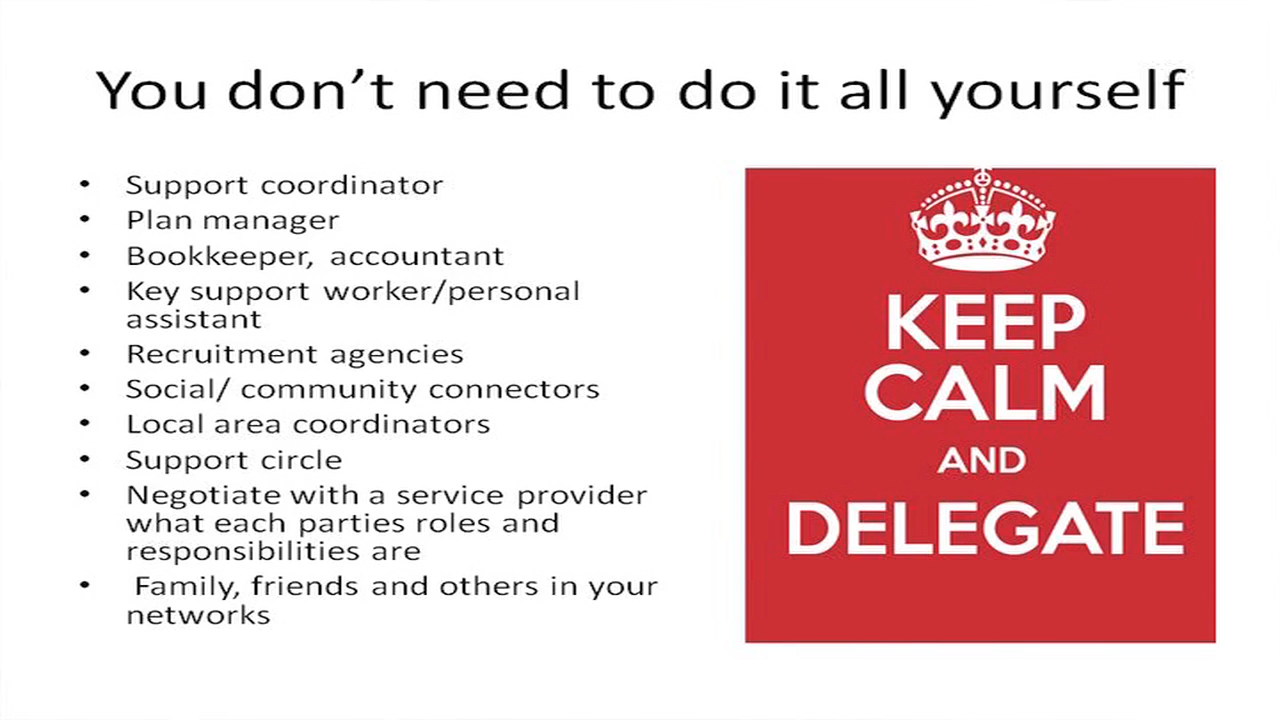 You don’t need to do it all yourself
• Support coordinator
• Plan manager
• Bookkeeper, accountant
• Key support worker/personal
assistant
• Recruitment agencies
• Social/ community connectors
• Local area coordinators
• Support circle
• Negotiate with a service provider
what each parties roles and
responsibilities are
• Family, friends and others in your
networks
KEEP
CALM
AND
DELEGATE